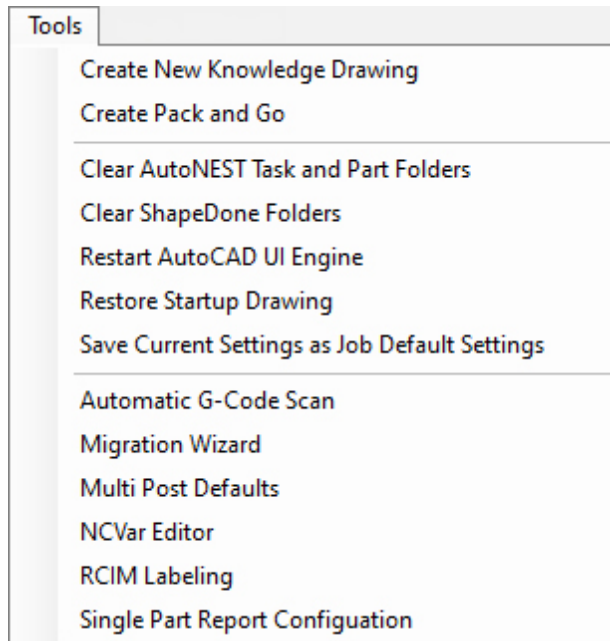 Tools
Create New Knowledge Drawing
Create Pack and Go
Clear AutoNEST Task and Part Folders
Clear ShapeDone Folders
Restart AutoCAD UI Engine
Restore Startup Drawing
Save Current Settings as Job Default Settings
Automatic G-Code Scan
Migration Wizard
Multi Post Defaults
NCVar Editor
RCIM Labeling
Single Part Report Configuation